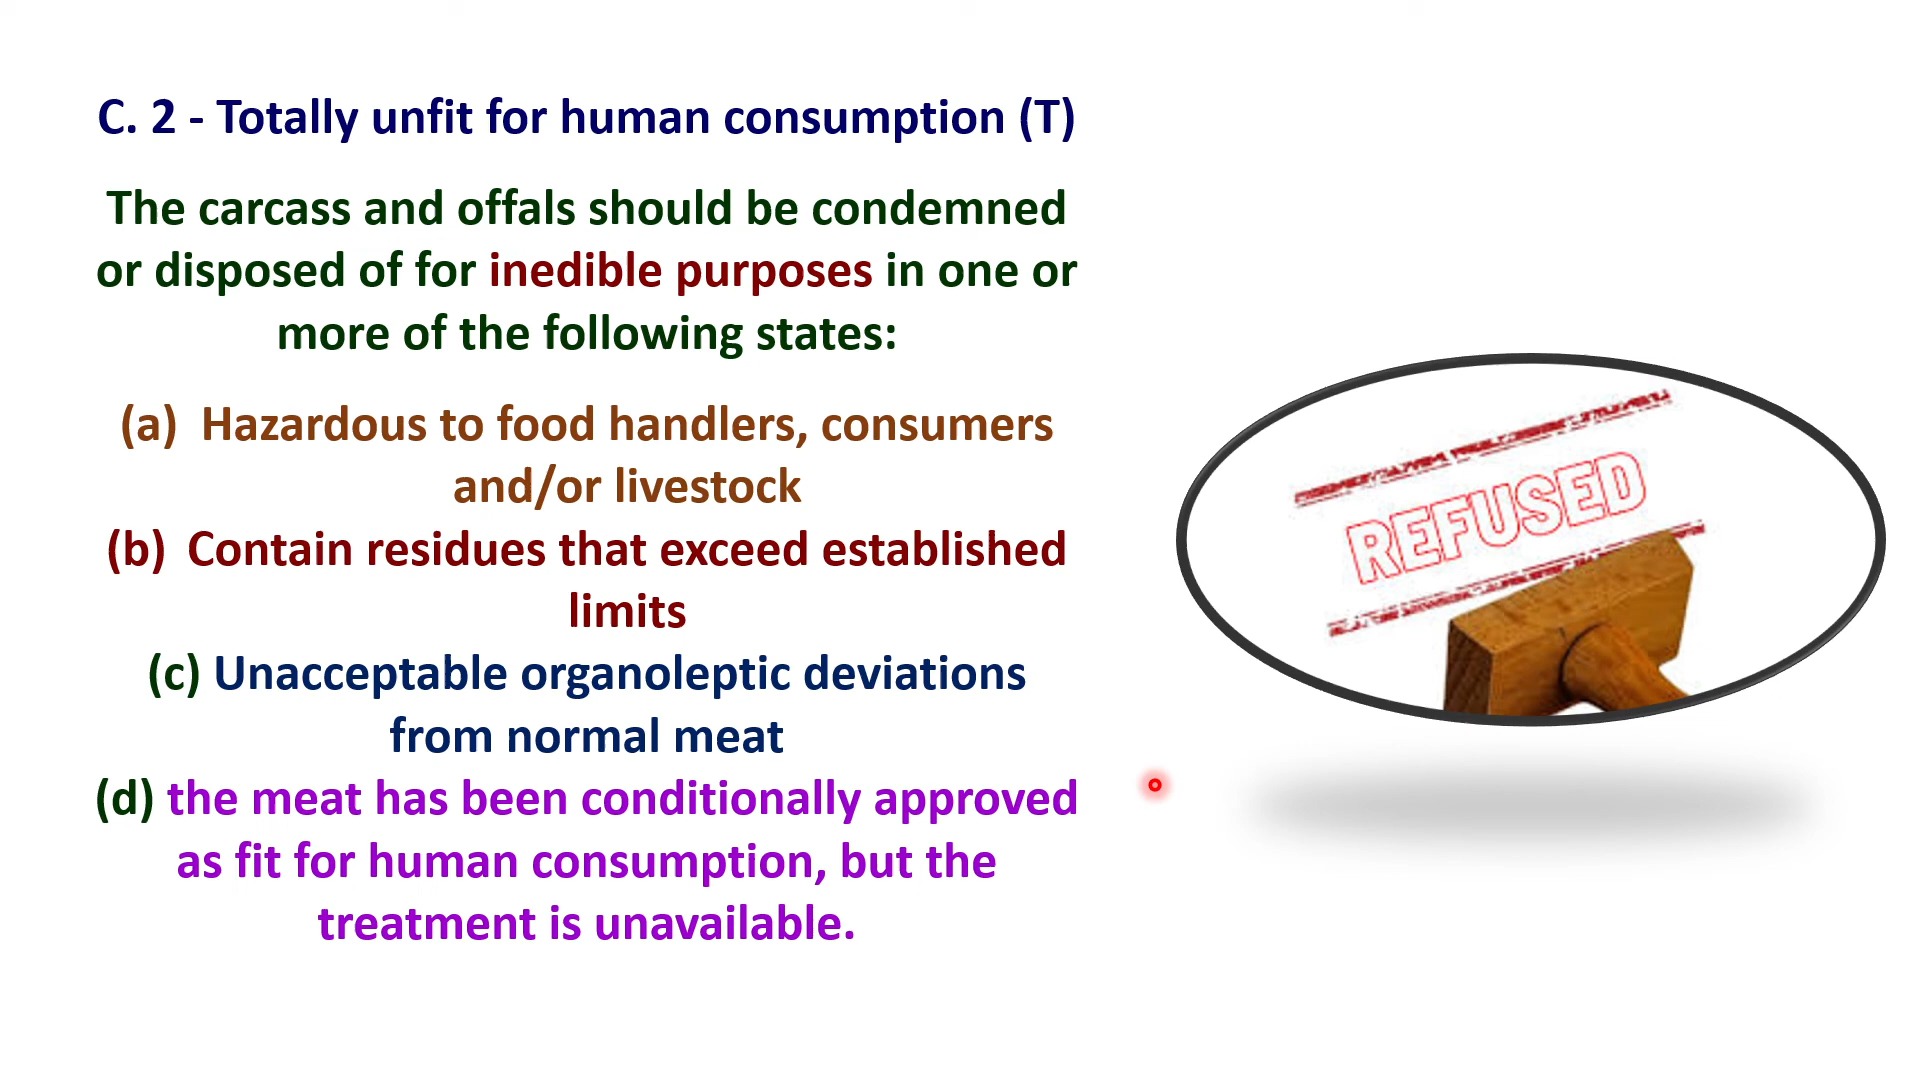 C. 2 - Totally unfit for human consumption (T)
The carcass and offals should be condemned
or disposed of for inedible purposes in one or
more of the following states:
(a) Hazardous to food handlers, consumers
and/or livestock
(b) Contain residues that exceed established
limits
(c) Unacceptable organoleptic deviations
from normal meat
(d) the meat has been conditionally approved
as fit for human consumption, but the
treatment is unavailable.
REFUSED